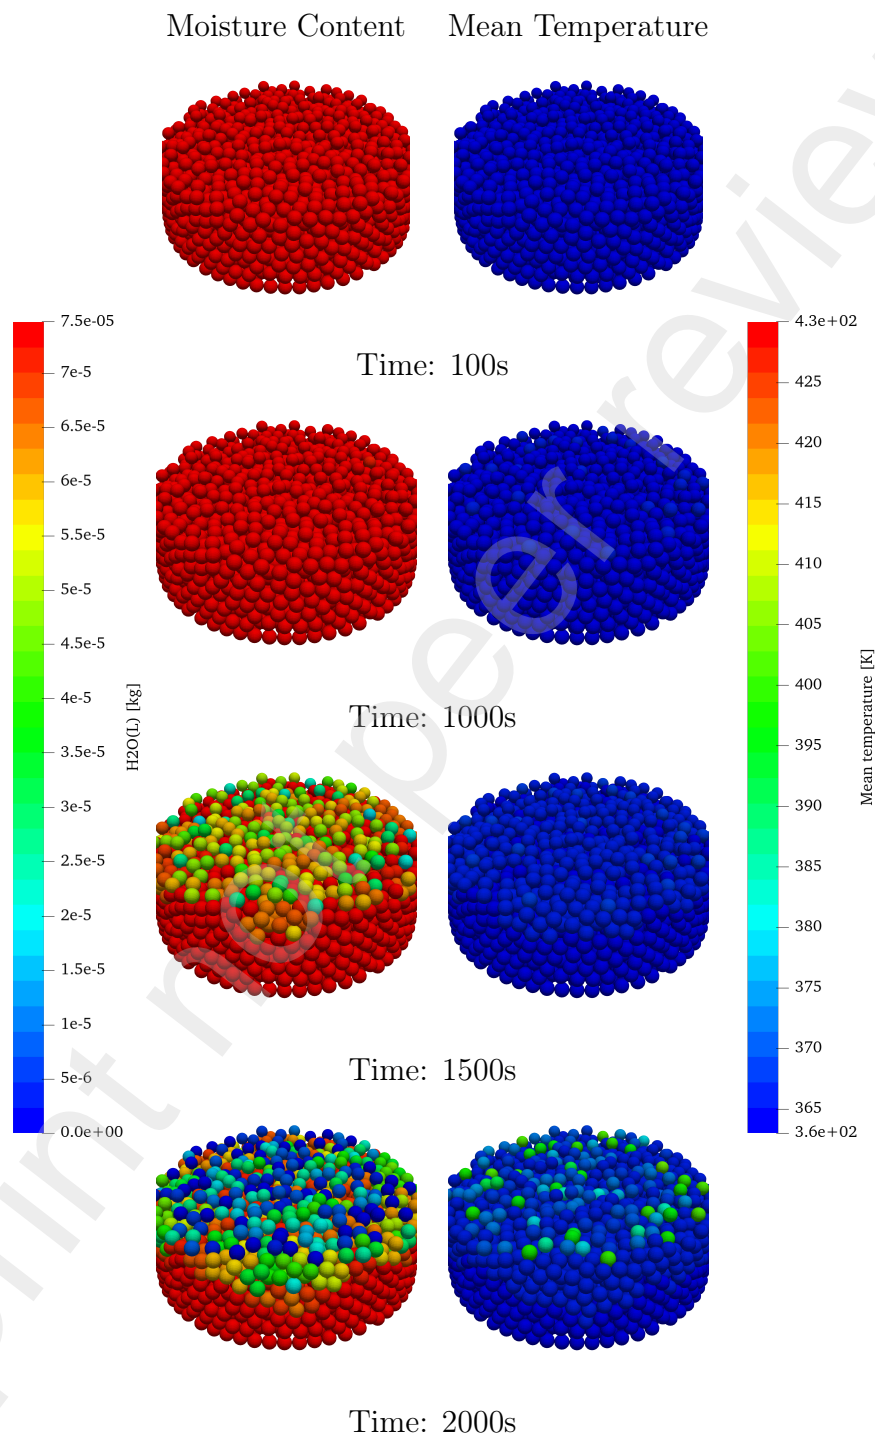 Moisture Content Mean Temperature
7.5e-05
7e-5
6.5e-5
6e-5
5.5e-5
5e-5
4.5e-5
4e-5
3.5e-5
3e-5
2.5e-5
2e-5
1.5e-5
1e-5
5e-6
0.0e+00
H2O(L) [kg]
4.3e+02
425
420
415
410
405
400
395
390
385
380
375
370
365
3.6e+02
Mean temperature [K]
Time: 100s
Time: 1000s
Time: 1500s
Time: 2000s
peer review